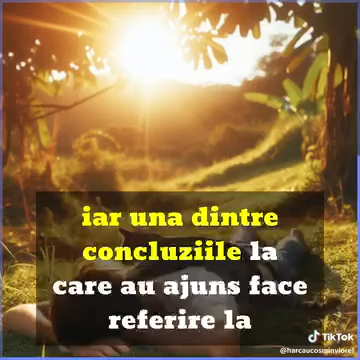 iar una dintre
concluziile la
care au ajuns face
referire la
TikTok
@harcaucosminviorel